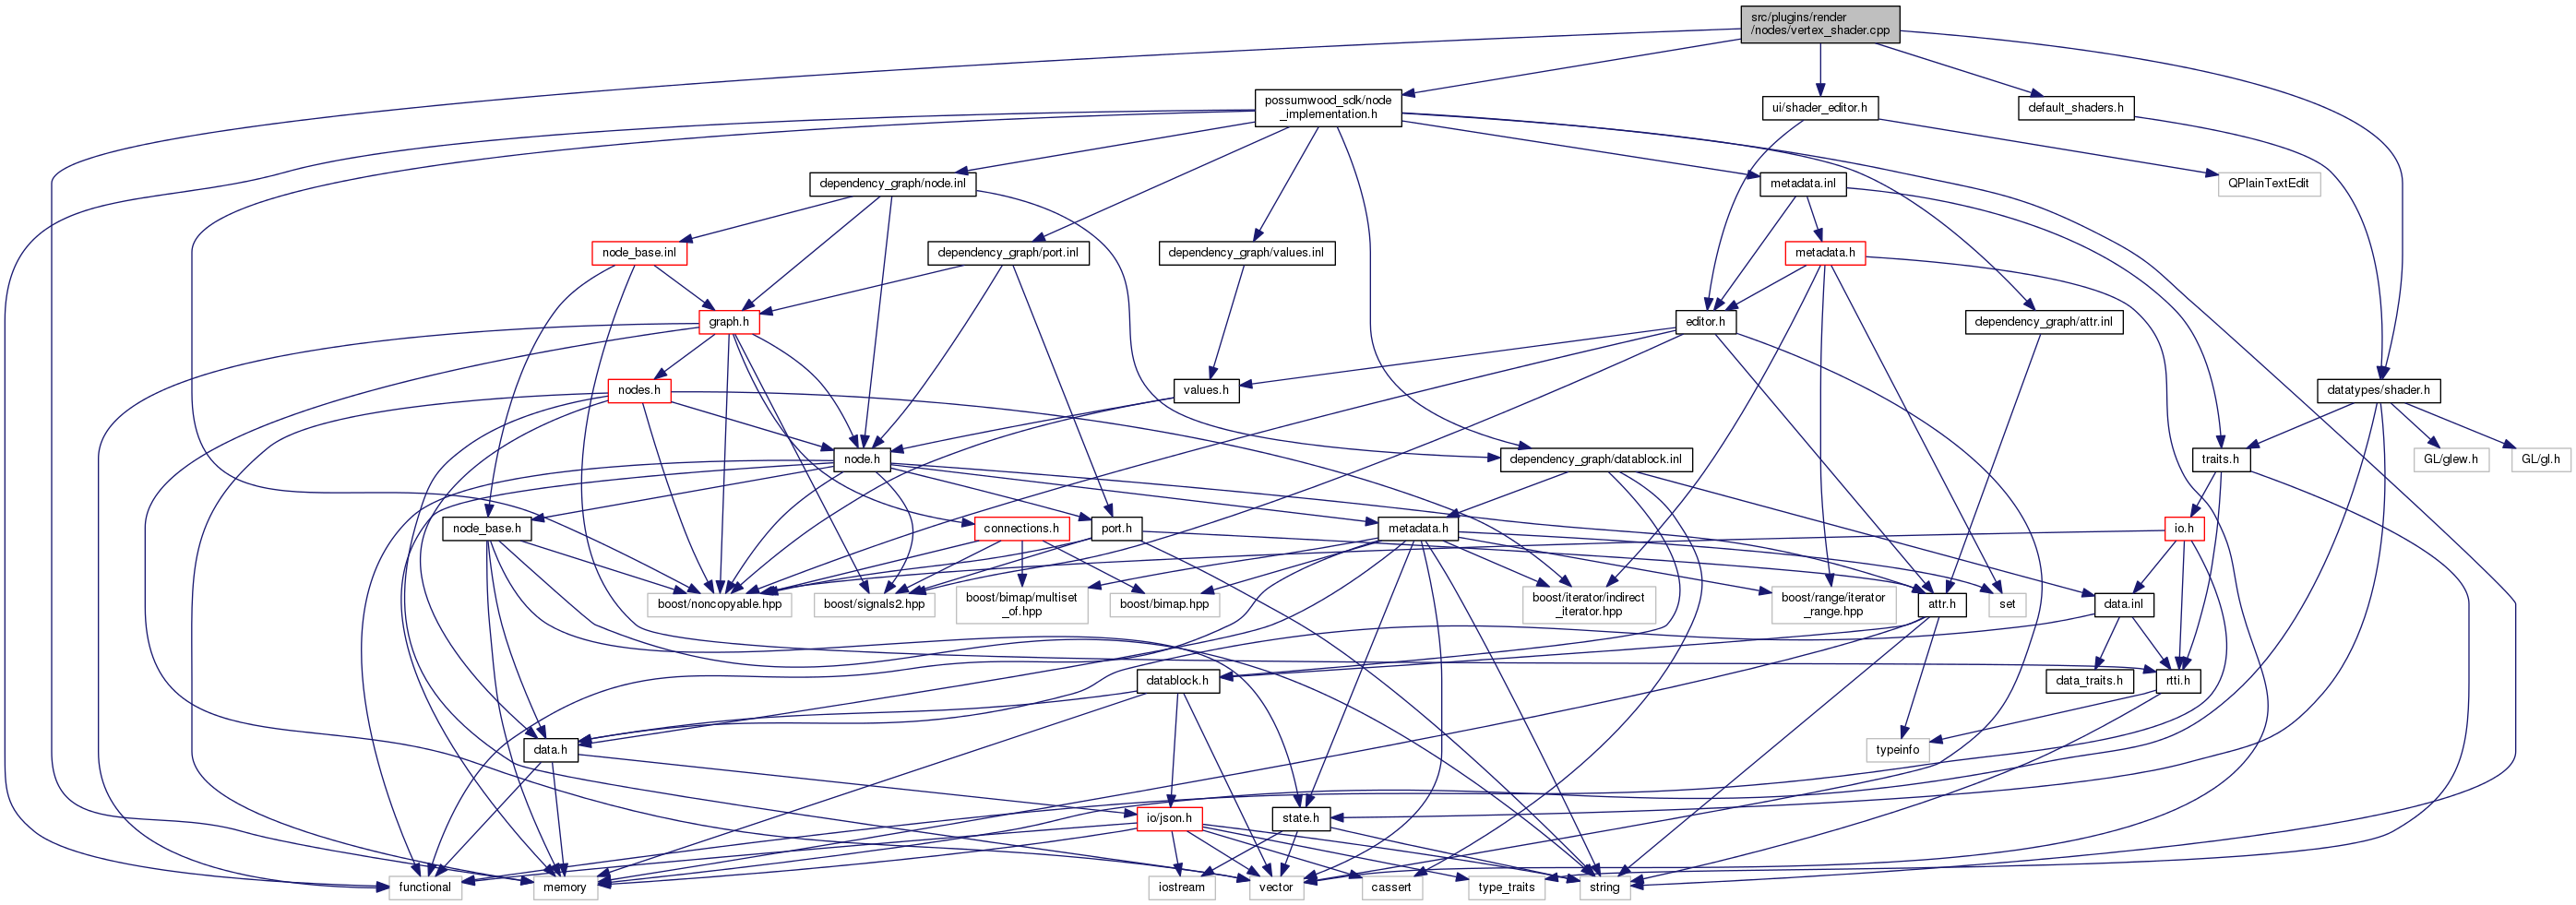 src/plugins/render
/nodes/vertex_shader.cpp
possumwood_sdk/node
_implementation.h
ui/shader_editor.h
default_shaders.h
dependency_graph/node.inl
metadata.inl
QPlainTextEdit
node_base.inl
dependency_graph/port.inl
dependency_graph/values.inl
metadata.h
graph.h
editor.h
dependency_graph/attr.inl
nodes.h
values.h
datatypes/shader.h
node.h
dependency_graph/datablock.inl
traits.h
GL/glew.h
GL/gl.h
node_base.h
connections.h
port.h
metadata.h
io.h
boost/noncopyable.hpp
boost/signals2.hpp
boost/bimap/multiset
_of.hpp
boost/bimap.hpp
boost/iterator/indirect
_iterator.hpp
boost/range/iterator
_range.hpp
attr.h
set
data.inl
datablock.h
data_traits.h
rtti.h
data.h
typeinfo
io/json.h
state.h
functional
memory
iostream
vector
cassert
type_traits
string